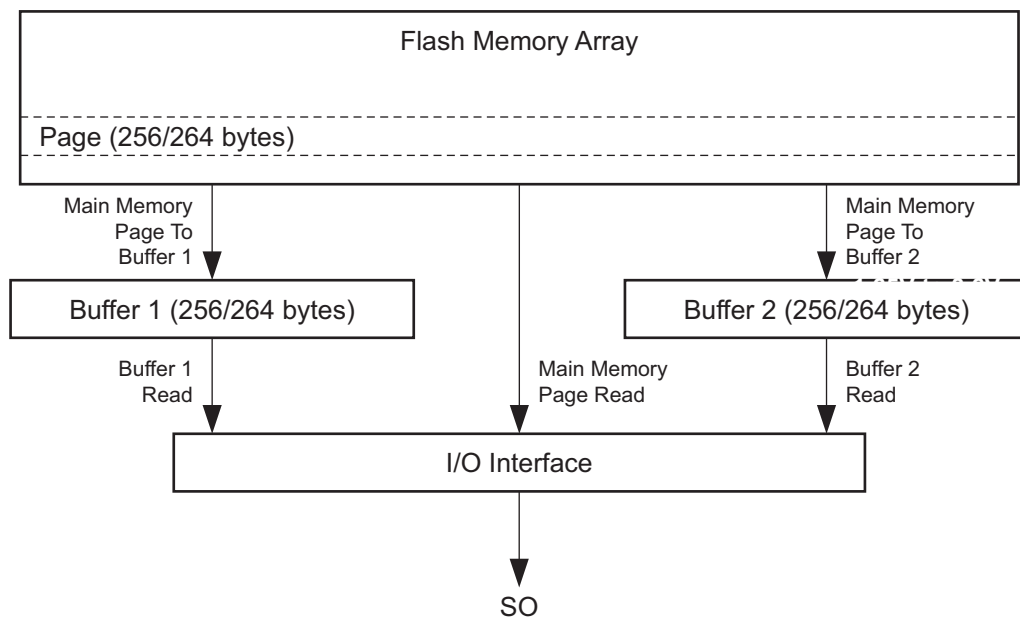 Flash Memory Array
Page (256/264 bytes)
Main Memory
Page To
Buffer 1
Main Memory
Page To
Buffer 2
Buffer 1 (256/264 bytes)
Buffer 2 (256/264 bytes)
Buffer 1
Read
Main Memory
Page Read
Buffer 2
Read
I/O Interface
SO